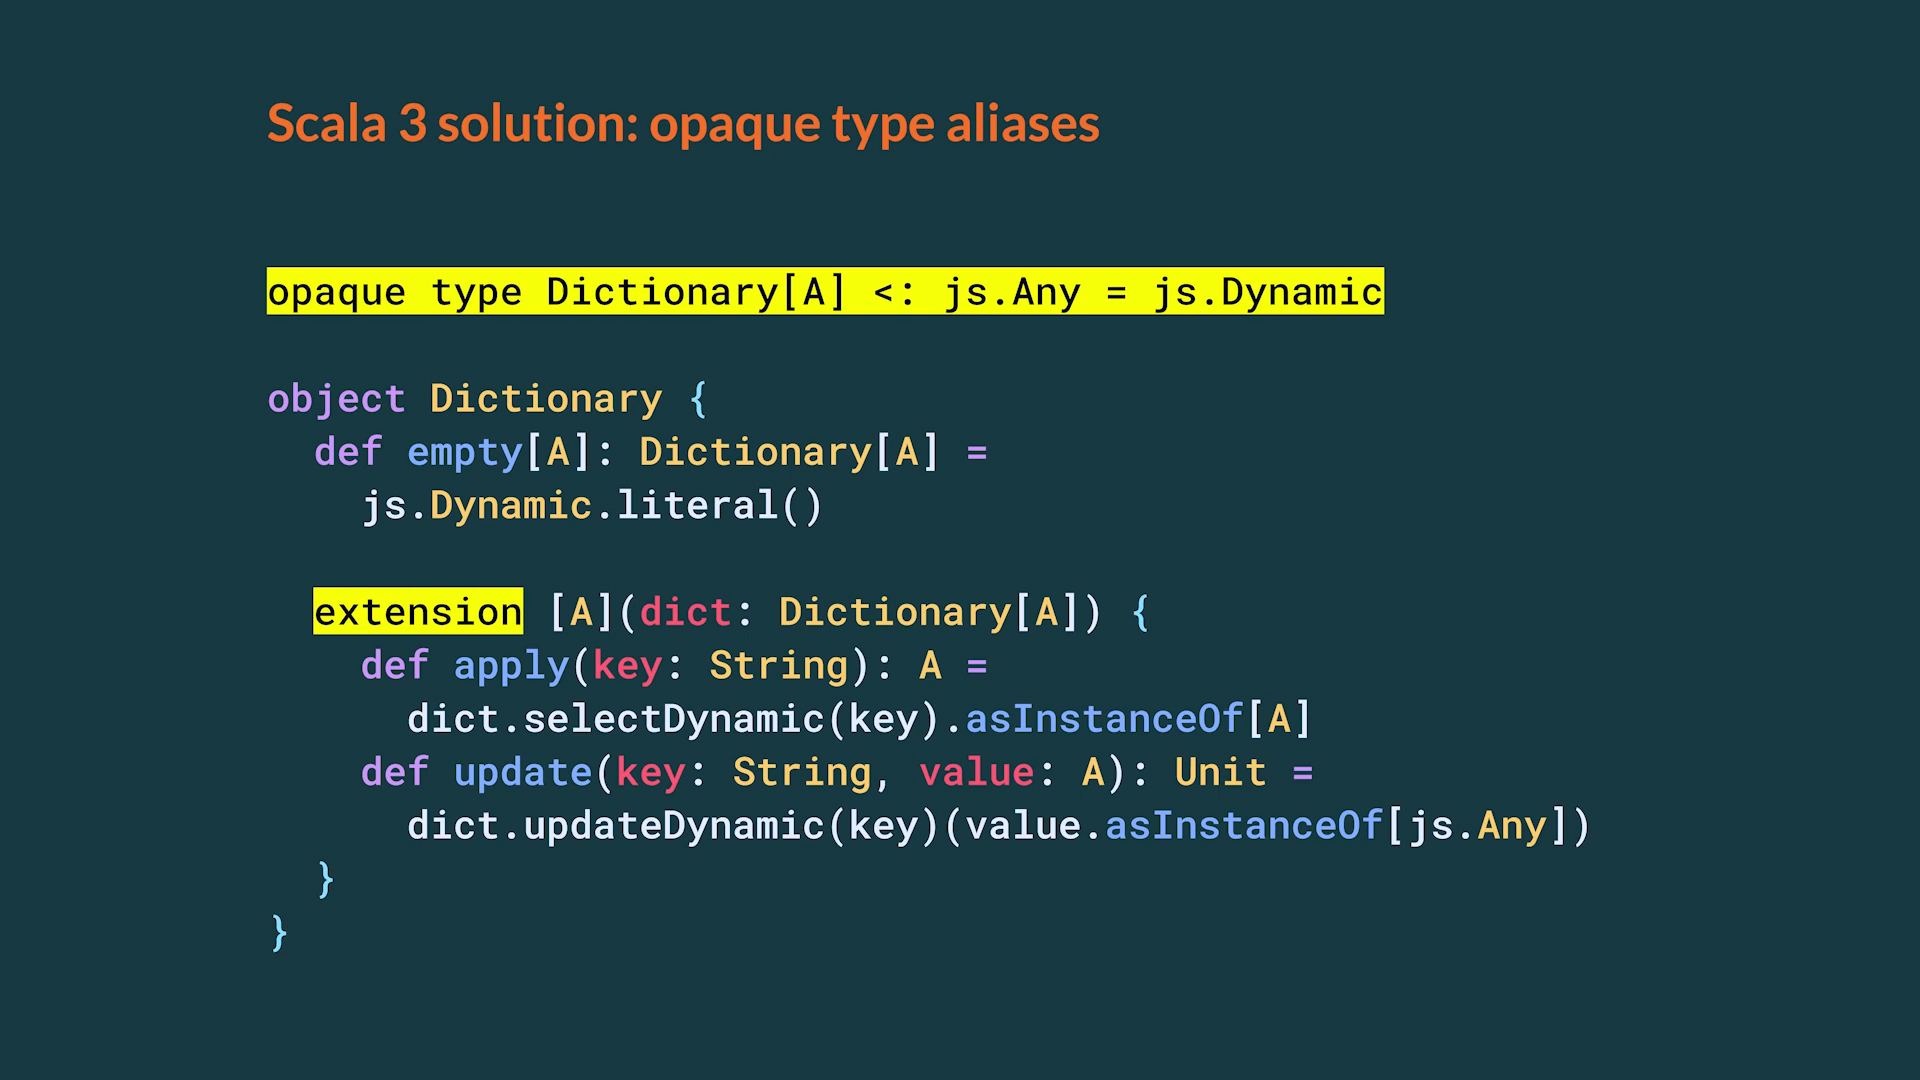 Scala 3 solution: opaque type aliases
opaque type Dictionary[A] <: js.Any = js.Dynamic
object Dictionary {
  def empty[A]: Dictionary[A] =
    js.Dynamic.literal()
  extension [A](dict: Dictionary[A]) {
    def apply(key: String): A =
      dict.selectDynamic(key).asInstanceOf[A]
    def update(key: String, value: A): Unit =
      dict.updateDynamic(key)(value.asInstanceOf[js.Any])
  }
}